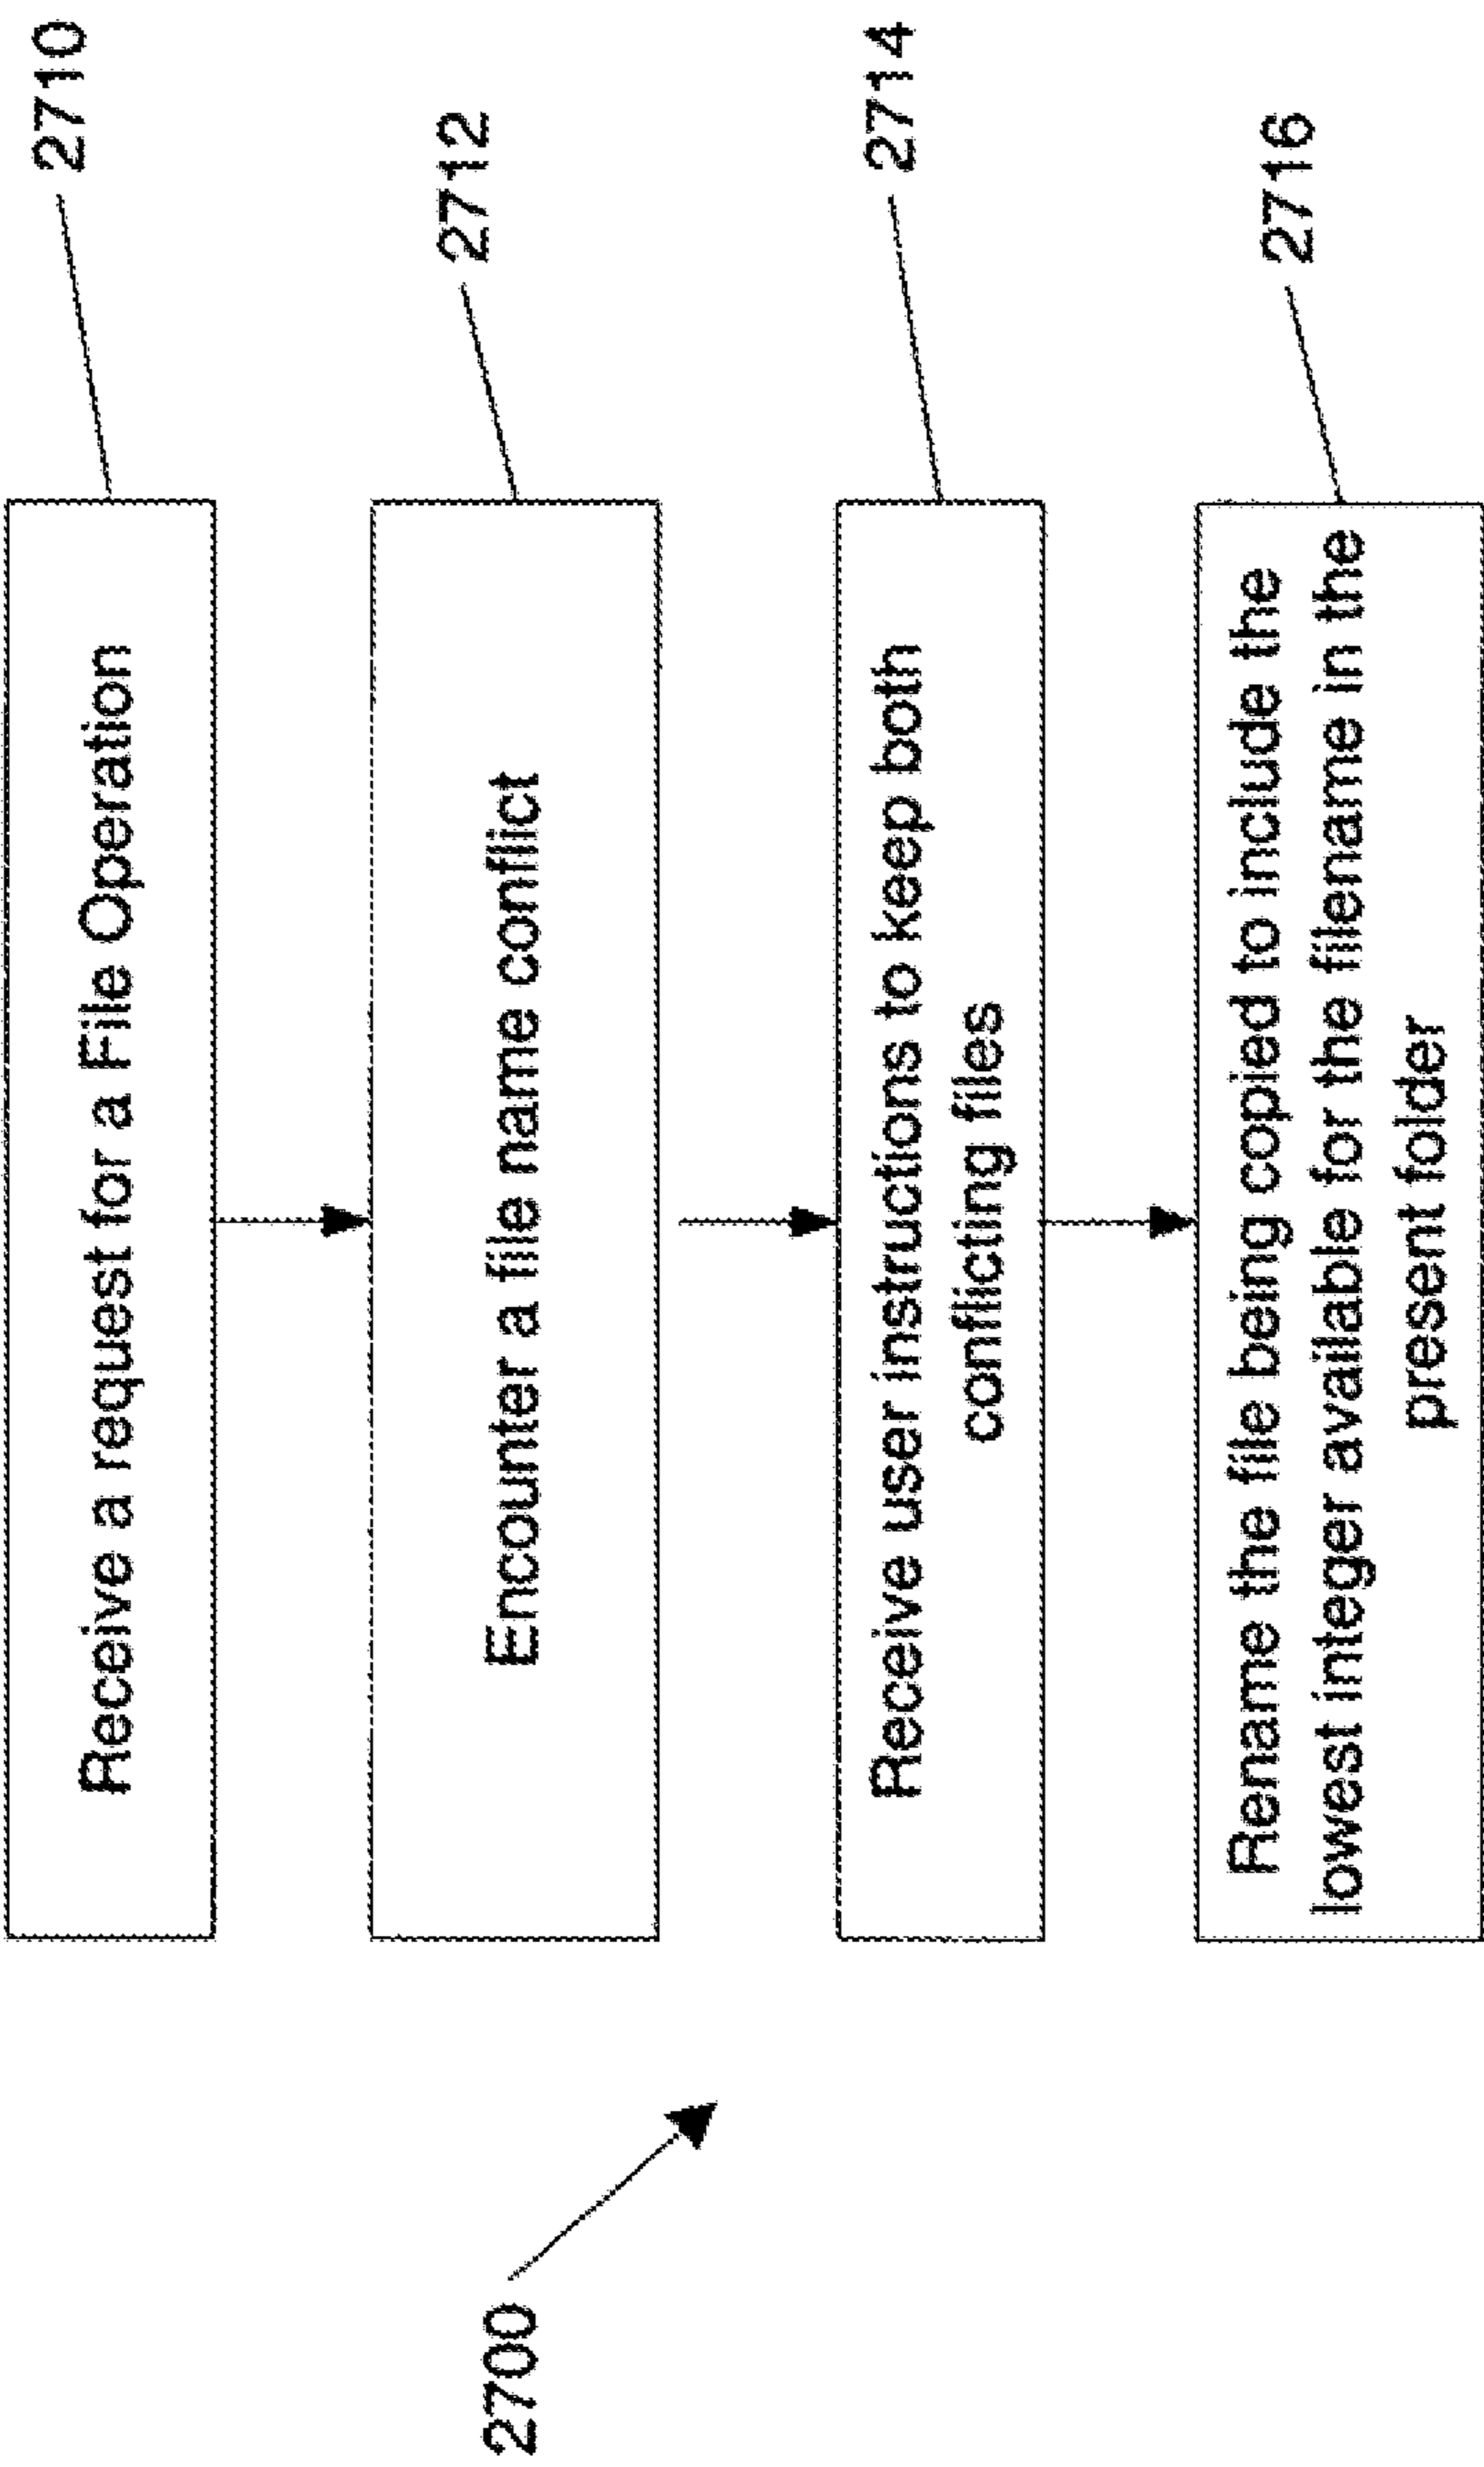 2700
Receive a request for a File Operation
2710
Encounter a file name conflict
2712
Receive user instructions to keep both
conflicting files
2714
Rename the file being copied to include the
lowest integer available for the filename in the
present folder
2716